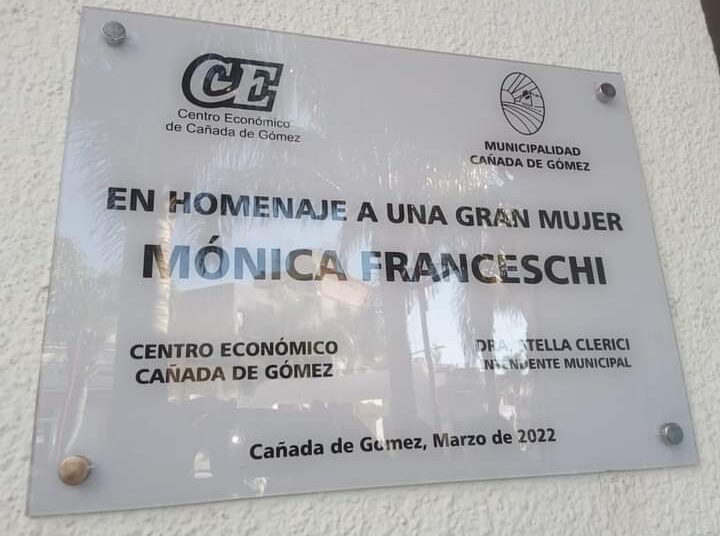 CE
Centro Económico
de Cañada de Gómez
MUNICIPALIDAD
CAÑADA DE GÓMEZ
EN HOMENAJE A UNA GRAN MUJER
MÓNICA FRANCESCHI
CENTRO ECONÓMICO
CAÑADA DE GÓMEZ
DRA. STELLA CLERICI
INTENDENTE MUNICIPAL
Cañada de Gomez, Marzo de 2022